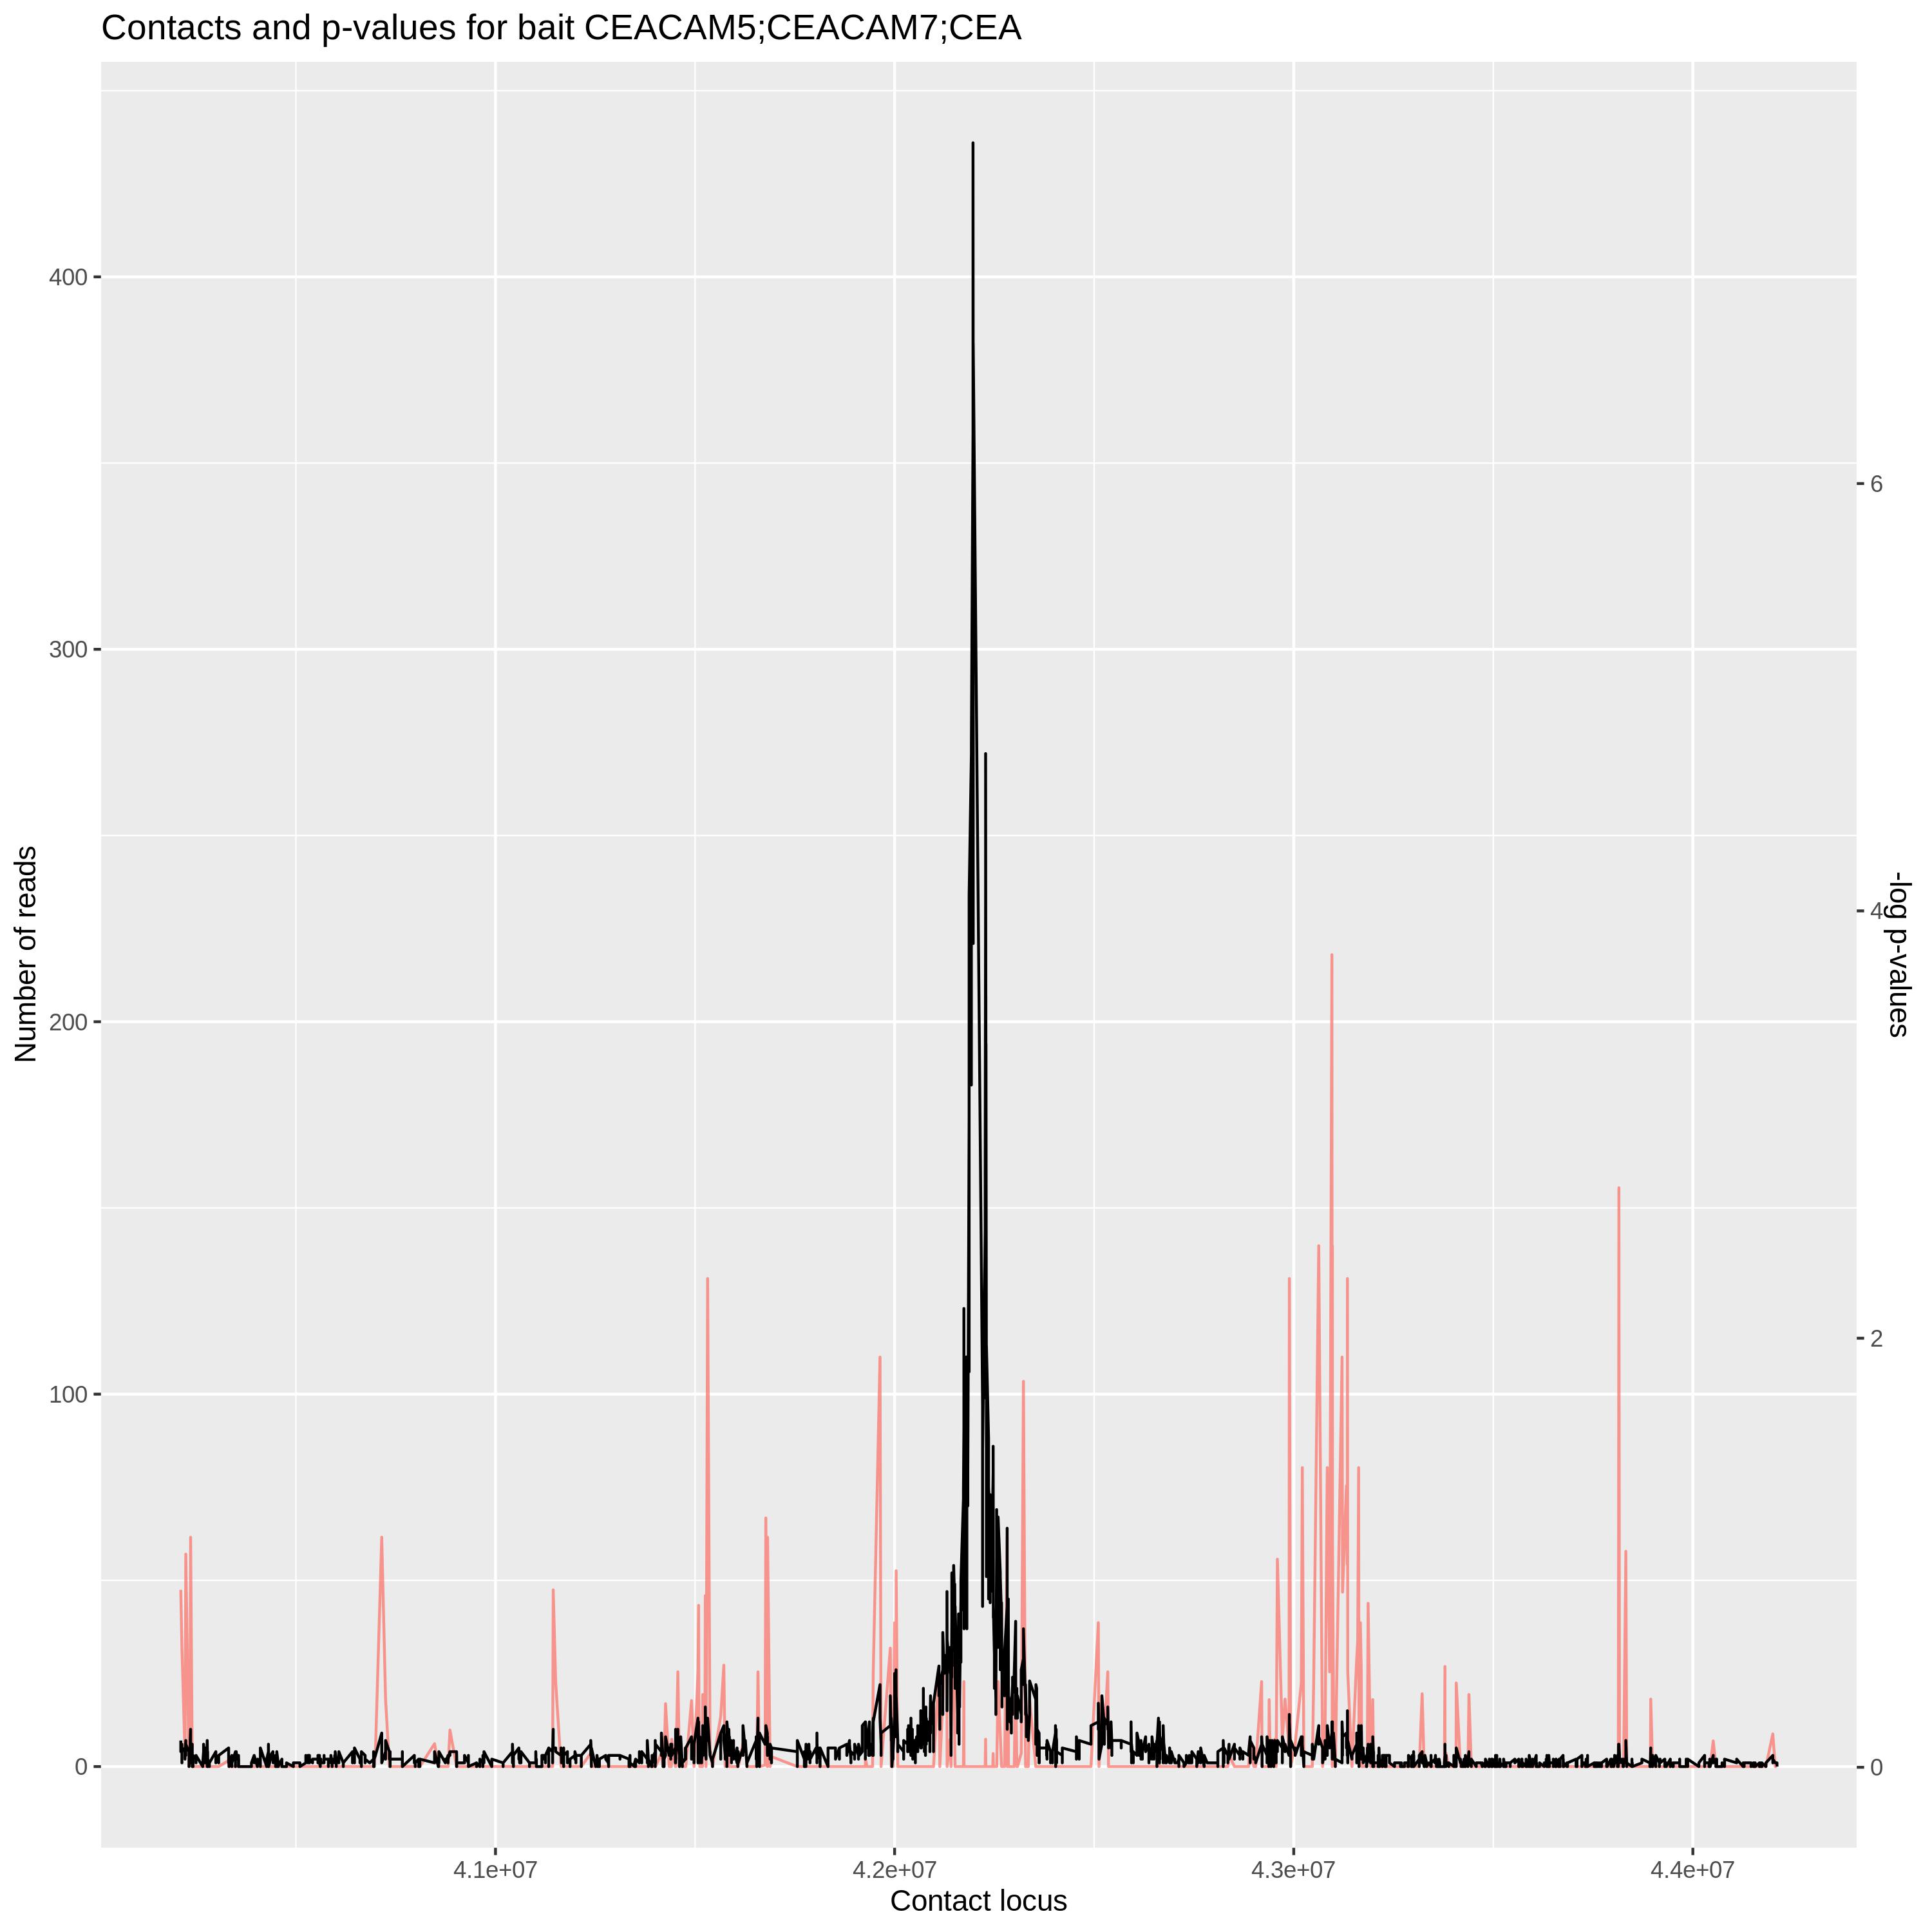 Contacts and p-values for bait CEACAM5;CEACAM7;CEA
400
300
200
100
0
Number of reads
6
4
2
0
-log p-values
4.1e+07 4.2e+07 4.3e+07 4.4e+07
Contact locus